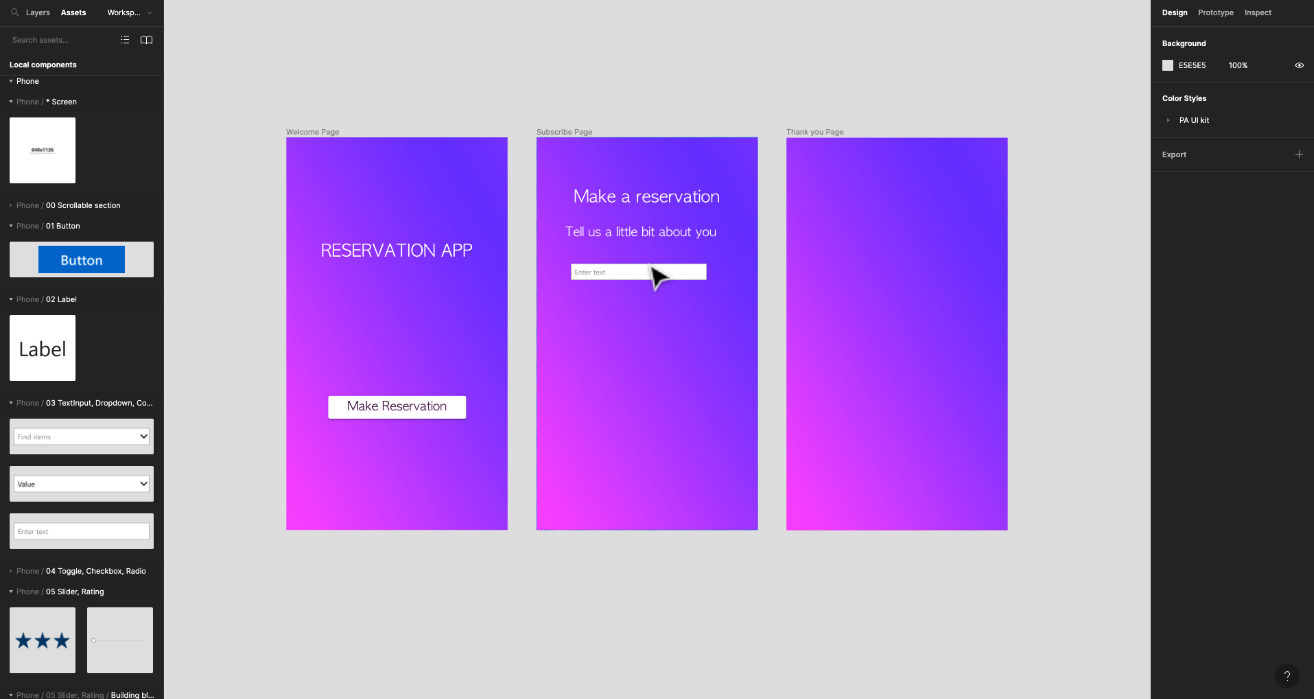 Layers Assets Worksp...
Search assets...
Local components
Phone
Phone / * Screen
640x1136
Phone / 00 Scrollable section
Phone / 01 Button
Button
Phone / 02 Label
Label
Phone / 03 TextInput, Dropdown, Co...
Find items
Value
Enter text
Phone / 04 Toggle, Checkbox, Radio
Phone / 05 Slider, Rating
Phone / 05 Slider, Rating / Building bl...
Welcome Page
RESERVATION APP
Make Reservation
Subscribe Page
Make a reservation
Tell us a little bit about you
Enter text
Thank you Page
Design Prototype Inspect
Background
E5E5E5 100%
Color Styles
PA UI kit
Export
?